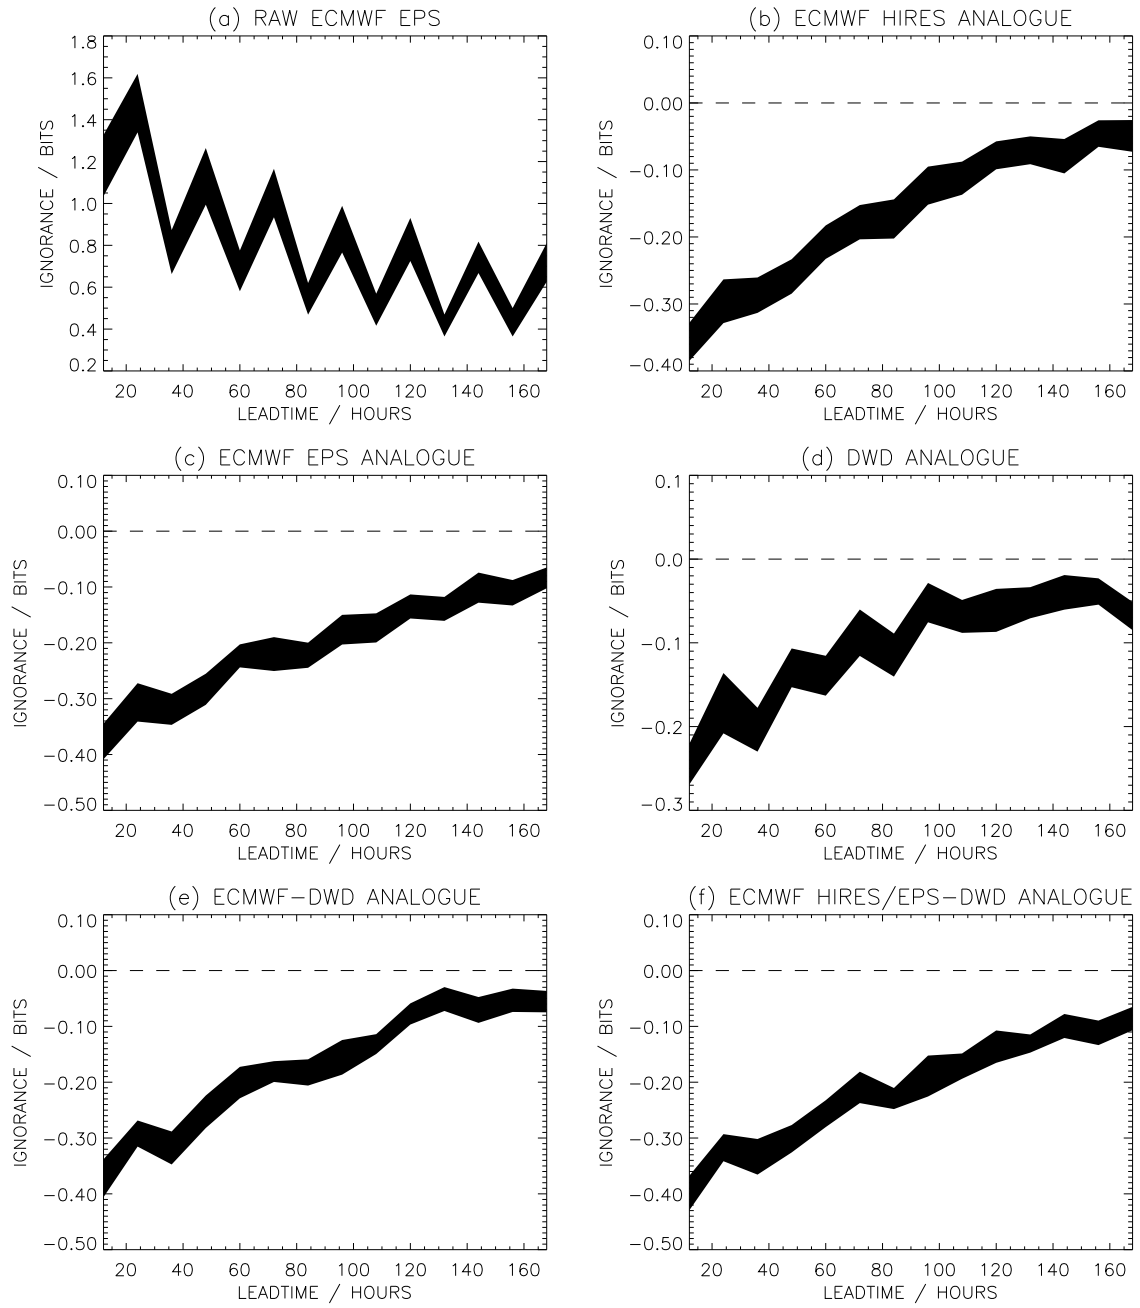 (a) RAW ECMWF EPS
1.8
1.6
1.4
1.2
1.0
0.8
0.6
0.4
0.2
IGNORANCE / BITS
20 40 60 80 100 120 140 160
LEADTIME / HOURS
(b) ECMWF HIRES ANALOGUE
0.10
0.00
−0.10
−0.20
−0.30
−0.40
IGNORANCE / BITS
20 40 60 80 100 120 140 160
LEADTIME / HOURS
(c) ECMWF EPS ANALOGUE
0.10
0.00
−0.10
−0.20
−0.30
−0.40
−0.50
IGNORANCE / BITS
20 40 60 80 100 120 140 160
LEADTIME / HOURS
(d) DWD ANALOGUE
0.1
0.0
−0.1
−0.2
−0.3
IGNORANCE / BITS
20 40 60 80 100 120 140 160
LEADTIME / HOURS
(e) ECMWF−DWD ANALOGUE
0.10
0.00
−0.10
−0.20
−0.30
−0.40
−0.50
IGNORANCE / BITS
20 40 60 80 100 120 140 160
LEADTIME / HOURS
(f) ECMWF HIRES/EPS−DWD ANALOGUE
0.10
0.00
−0.10
−0.20
−0.30
−0.40
−0.50
IGNORANCE / BITS
20 40 60 80 100 120 140 160
LEADTIME / HOURS